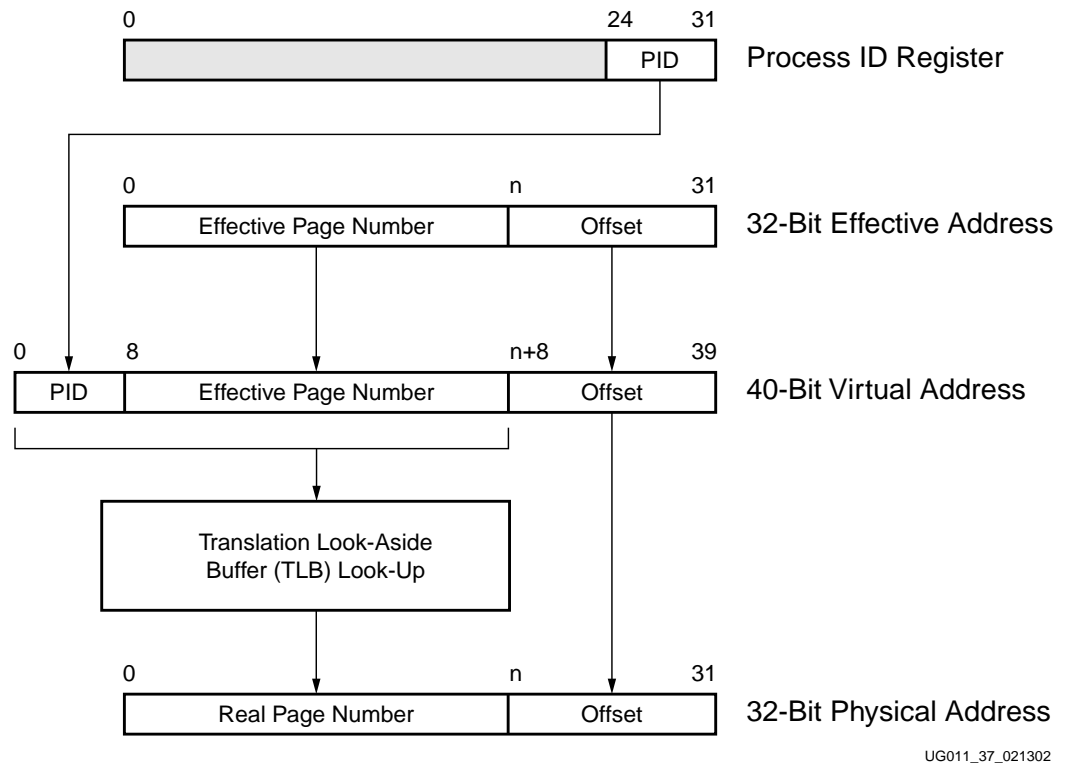 0 24 31
PID Process ID Register
0 n 31
Effective Page Number Offset 32-Bit Effective Address
0 8 n+8 39
PID Effective Page Number Offset 40-Bit Virtual Address
Translation Look-Aside
Buffer (TLB) Look-Up
0 n 31
Real Page Number Offset 32-Bit Physical Address
UG011_37_021302